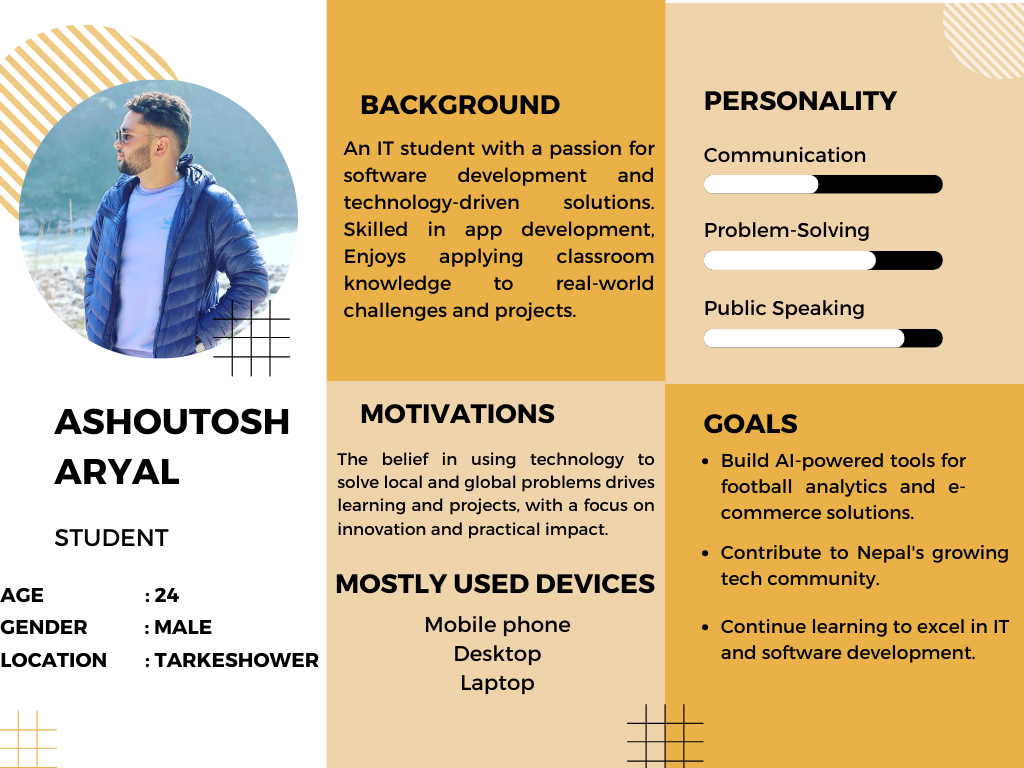 ASHOUTOSH
ARYAL
STUDENT
AGE : 24
GENDER : MALE
LOCATION : TARKESHOWER
BACKGROUND
An IT student with a passion for
software development and
technology-driven solutions.
Skilled in app development,
Enjoys applying classroom
knowledge to real-world
challenges and projects.
MOTIVATIONS
The belief in using technology to
solve local and global problems drives
learning and projects, with a focus on
innovation and practical impact.
MOSTLY USED DEVICES
Mobile phone
Desktop
Laptop
PERSONALITY
Communication
Problem-Solving
Public Speaking
GOALS
• Build AI-powered tools for
football analytics and e-
commerce solutions.
• Contribute to Nepal's growing
tech community.
• Continue learning to excel in IT
and software development.